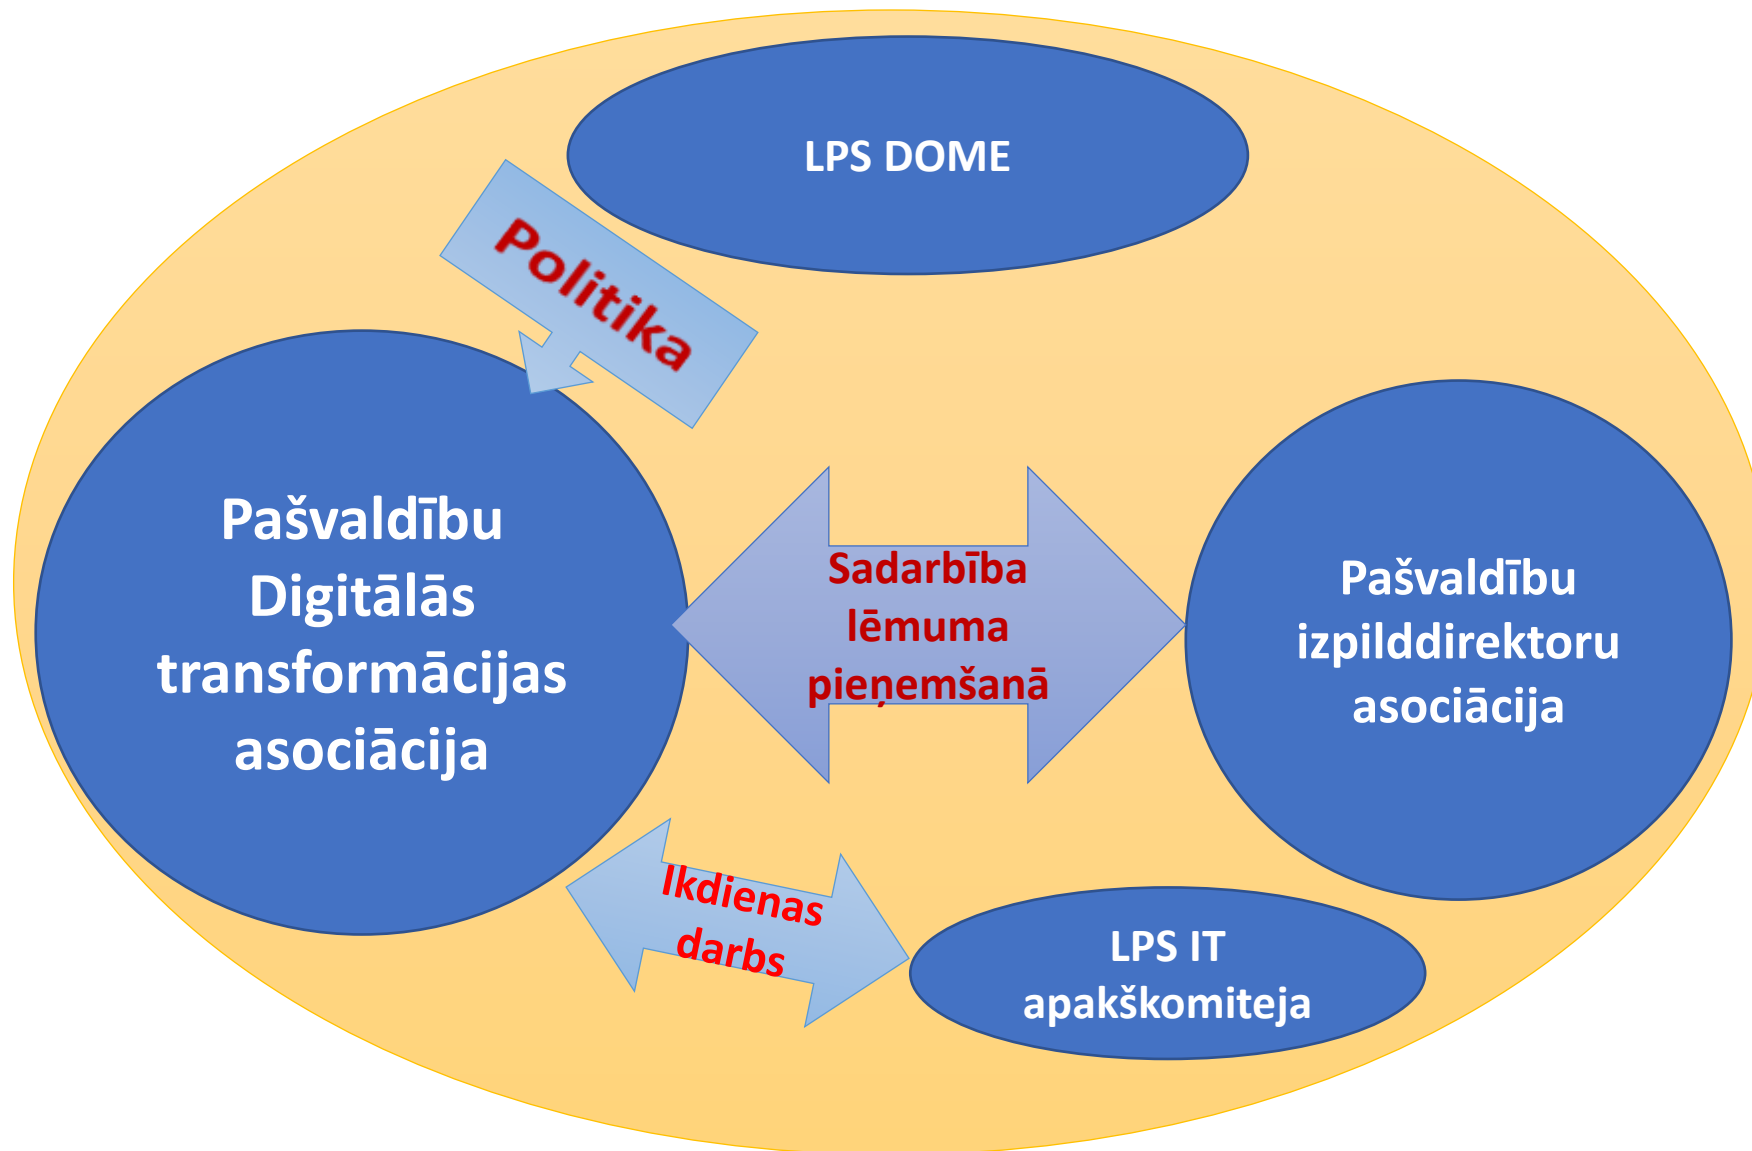 LPS DOME
Politika
Pašvaldību
Digitālās
transformācijas
asociācija
Sadarbība
lēmuma
pieņemšanā
Pašvaldību
izpilddirektoru
asociācija
Ikdienas
darbs
LPS IT
apakškomiteja